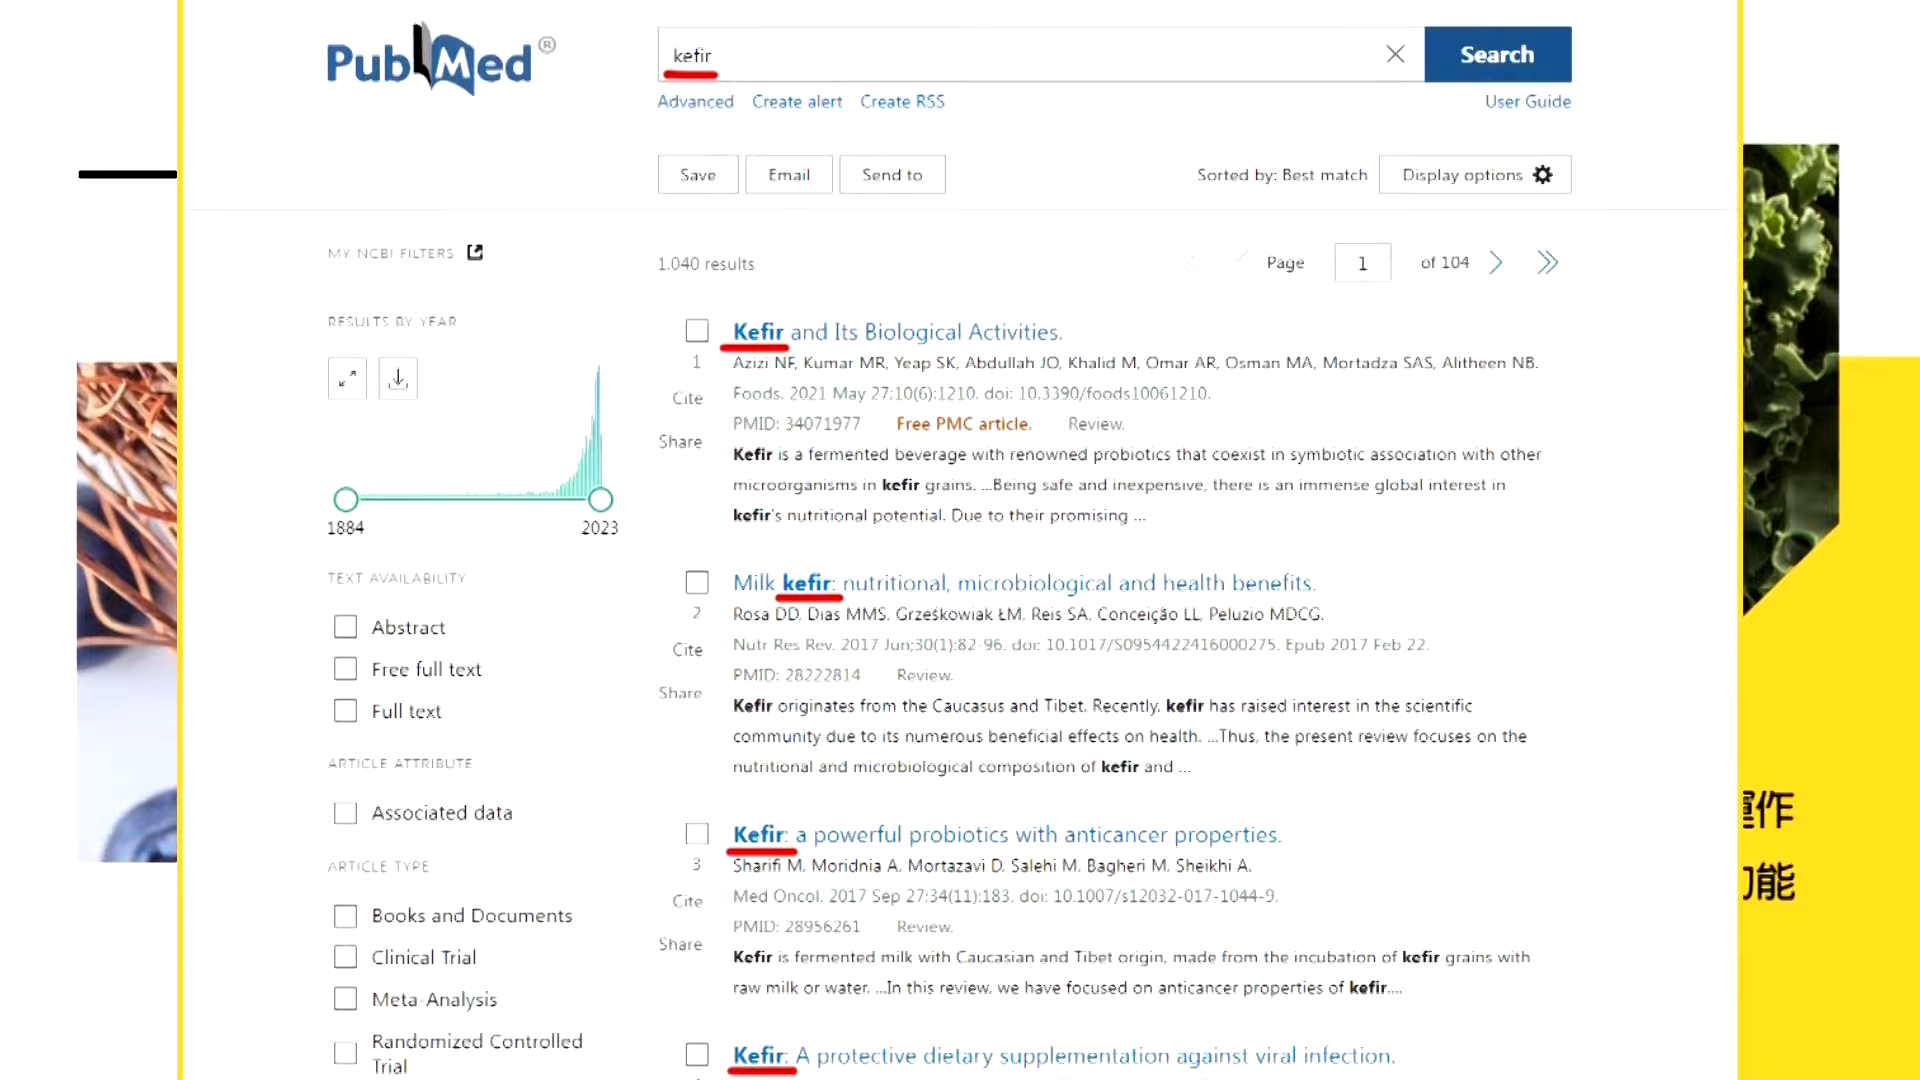 PubMed®
kefir
Search
Advanced Create alert Create RSS
User Guide
Save Email Send to
Sorted by: Best match
Display options
MY NCBI FILTERS
1.040 results
Page 1 of 104
RESULTS BY YEAR
1884 2023
TEXT AVAILABILITY
Abstract
Free full text
Full text
ARTICLE ATTRIBUTE
Associated data
ARTICLE TYPE
Books and Documents
Clinical Trial
Meta-Analysis
Randomized Controlled
Trial
Kefir and Its Biological Activities.
1
Azizi NF, Kumar MR, Yeap SK, Abdullah JO, Khalid M, Omar AR, Osman MA, Mortadza SAS, Alitheen NB.
Cite
Foods. 2021 May 27;10(6):1210. doi: 10.3390/foods10061210.
PMID: 34071977 Free PMC article. Review.
Share
Kefir is a fermented beverage with renowned probiotics that coexist in symbiotic association with other
microorganisms in kefir grains. ...Being safe and inexpensive, there is an immense global interest in
kefir's nutritional potential. Due to their promising ...
Milk kefir: nutritional, microbiological and health benefits.
2
Rosa DD, Dias MMS, Grześkowiak ŁM, Reis SA, Conceição LL, Peluzio MDCG.
Cite
Nutr Res Rev. 2017 Jun;30(1):82-96. doi: 10.1017/S0954422416000275. Epub 2017 Feb 22.
PMID: 28222814 Review.
Share
Kefir originates from the Caucasus and Tibet. Recently, kefir has raised interest in the scientific
community due to its numerous beneficial effects on health. ...Thus, the present review focuses on the
nutritional and microbiological composition of kefir and ...
Kefir: a powerful probiotics with anticancer properties.
3
Sharifi M, Moridnia A, Mortazavi D, Salehi M, Bagheri M, Sheikhi A.
Cite
Med Oncol. 2017 Sep 27;34(11):183. doi: 10.1007/s12032-017-1044-9.
PMID: 28956261 Review.
Share
Kefir is fermented milk with Caucasian and Tibet origin, made from the incubation of kefir grains with
raw milk or water. ...In this review, we have focused on anticancer properties of kefir....
Kefir: A protective dietary supplementation against viral infection.
作
能